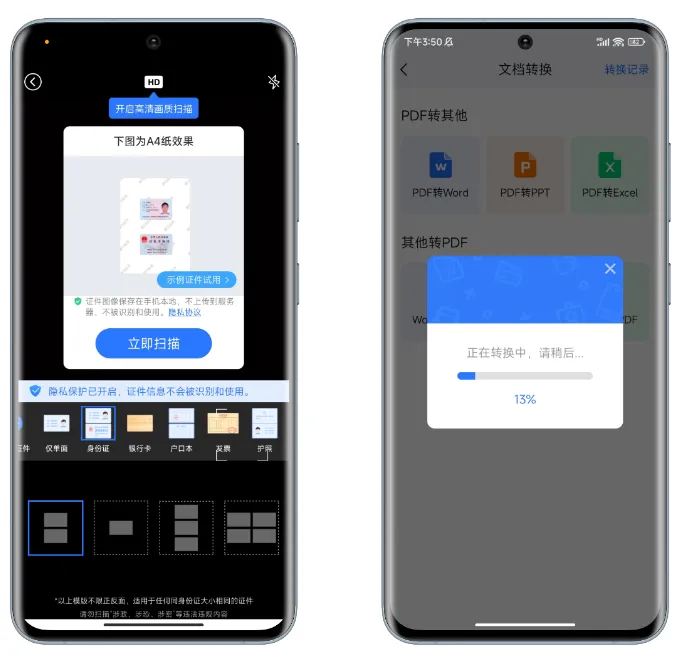 HD
开启高清画质扫描
下图为A4纸效果
示例证件试用 >
证件图像保存在手机本地，不上传到服务
器，不被识别和使用。隐私协议
立即扫描
隐私保护已开启，证件信息不会被识别和使用。
证件 仅单面 身份证 银行卡 户口本 发票 护照
*以上模版不限正反面，适用于任何同身份证大小相同的证件
请勿扫描"涉政、涉恐、涉密"等违法违规内容
下午3:50
文档转换
转换记录
PDF转其他
W P X
PDF转Word PDF转PPT PDF转Excel
其他转PDF
Wo DF
正在转换中，请稍后...
13%